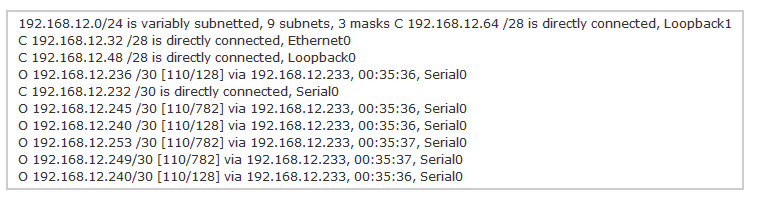 192.168.12.0/24 is variably subnetted, 9 subnets, 3 masks C 192.168.12.64 /28 is directly connected, Loopback1
C 192.168.12.32 /28 is directly connected, Ethernet0
C 192.168.12.48 /28 is directly connected, Loopback0
O 192.168.12.236 /30 [110/128] via 192.168.12.233, 00:35:36, Serial0
C 192.168.12.232 /30 is directly connected, Serial0
O 192.168.12.245 /30 [110/782] via 192.168.12.233, 00:35:36, Serial0
O 192.168.12.240 /30 [110/128] via 192.168.12.233, 00:35:36, Serial0
O 192.168.12.253 /30 [110/782] via 192.168.12.233, 00:35:37, Serial0
O 192.168.12.249/30 [110/782] via 192.168.12.233, 00:35:37, Serial0
O 192.168.12.240/30 [110/128] via 192.168.12.233, 00:35:36, Serial0